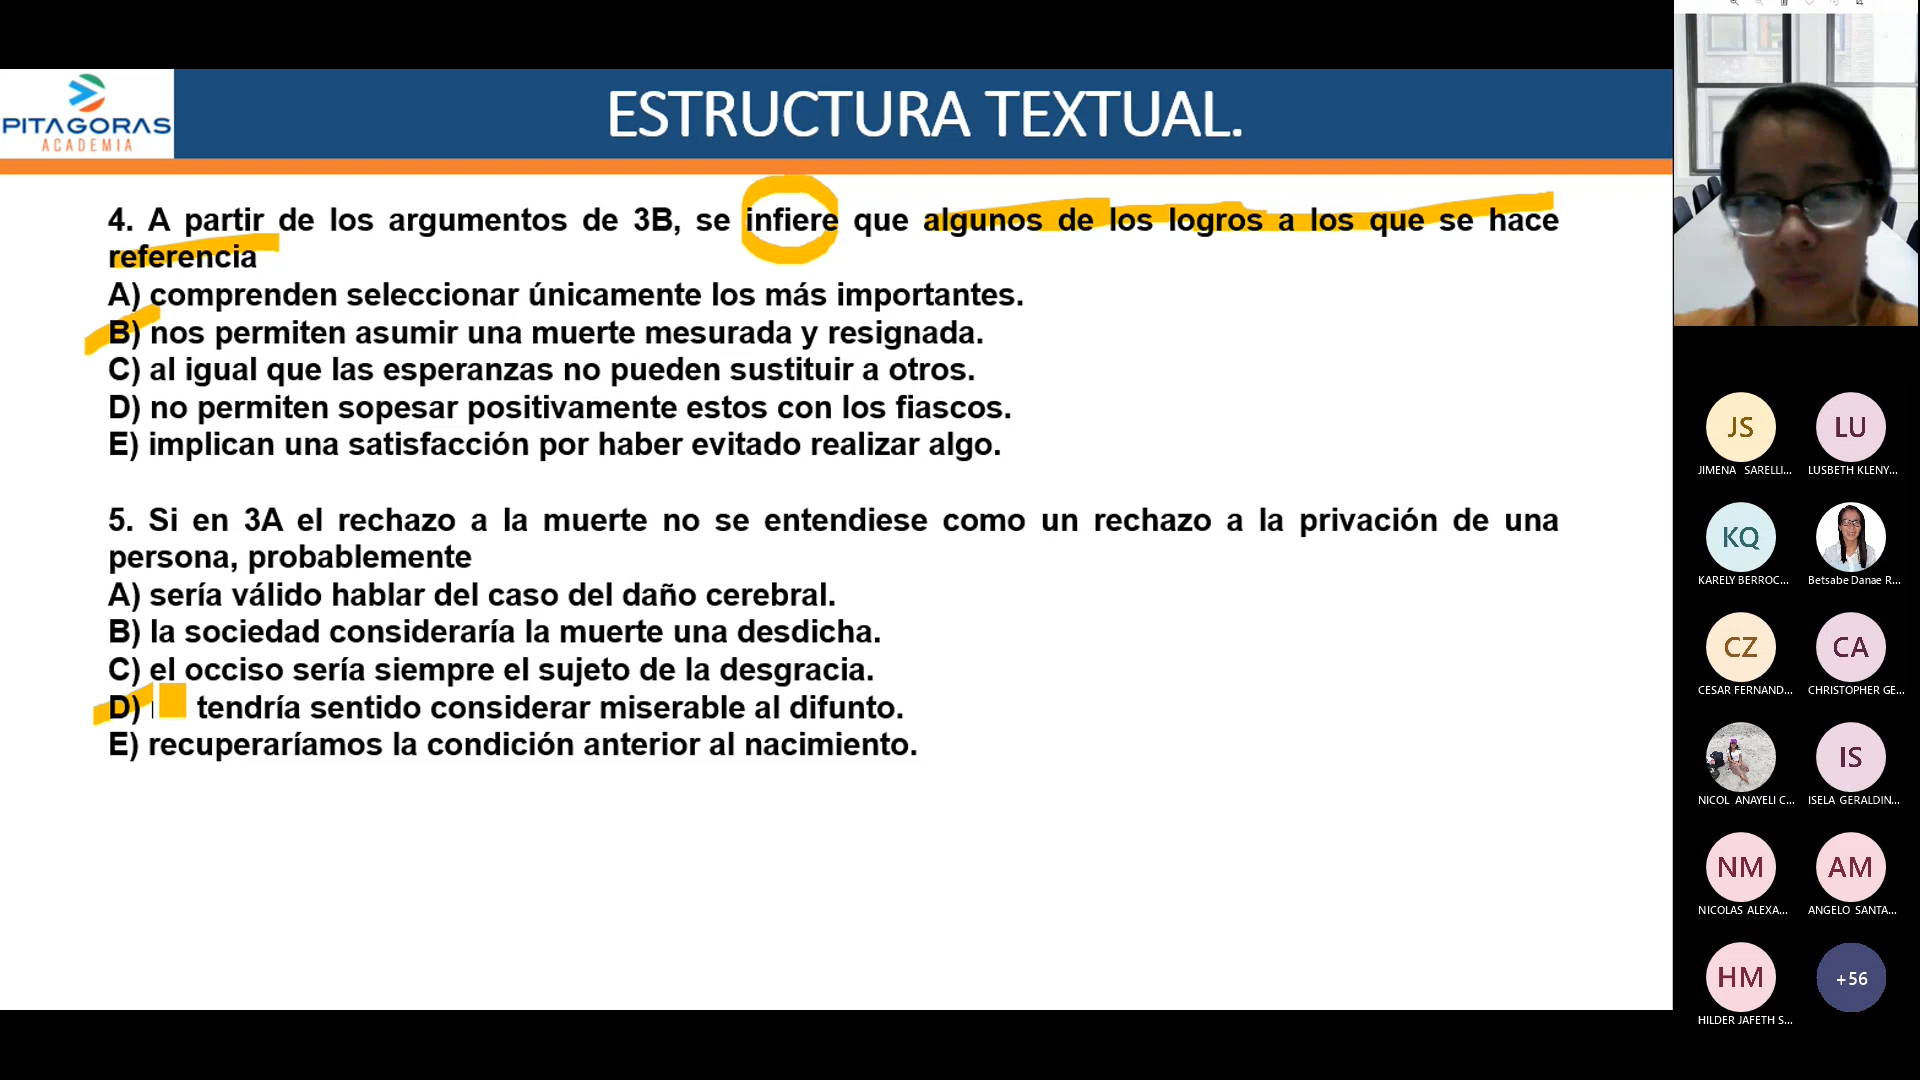 PITAGORAS
ACADEMIA
ESTRUCTURA TEXTUAL.
4. A partir de los argumentos de 3B, se infiere que algunos de los logros a los que se hace
referencia
A) comprenden seleccionar únicamente los más importantes.
B) nos permiten asumir una muerte mesurada y resignada.
C) al igual que las esperanzas no pueden sustituir a otros.
D) no permiten sopesar positivamente estos con los fiascos.
E) implican una satisfacción por haber evitado realizar algo.
5. Si en 3A el rechazo a la muerte no se entendiese como un rechazo a la privación de una
persona, probablemente
A) sería válido hablar del caso del daño cerebral.
B) la sociedad consideraría la muerte una desdicha.
C) el occiso sería siempre el sujeto de la desgracia.
D) tendría sentido considerar miserable al difunto.
E) recuperaríamos la condición anterior al nacimiento.
JS
LU
JIMENA SARELLI...
LUSBETH KLENY...
KQ
KARELY BERROC...
Betsabe Danae R...
CZ
CA
CESAR FERNAND...
CHRISTOPHER GE...
IS
NICOL ANAYELI C...
ISELA GERALDIN...
NM
AM
NICOLAS ALEXA...
ANGELO SANTA...
HM
+56
HILDER JAFETH S...